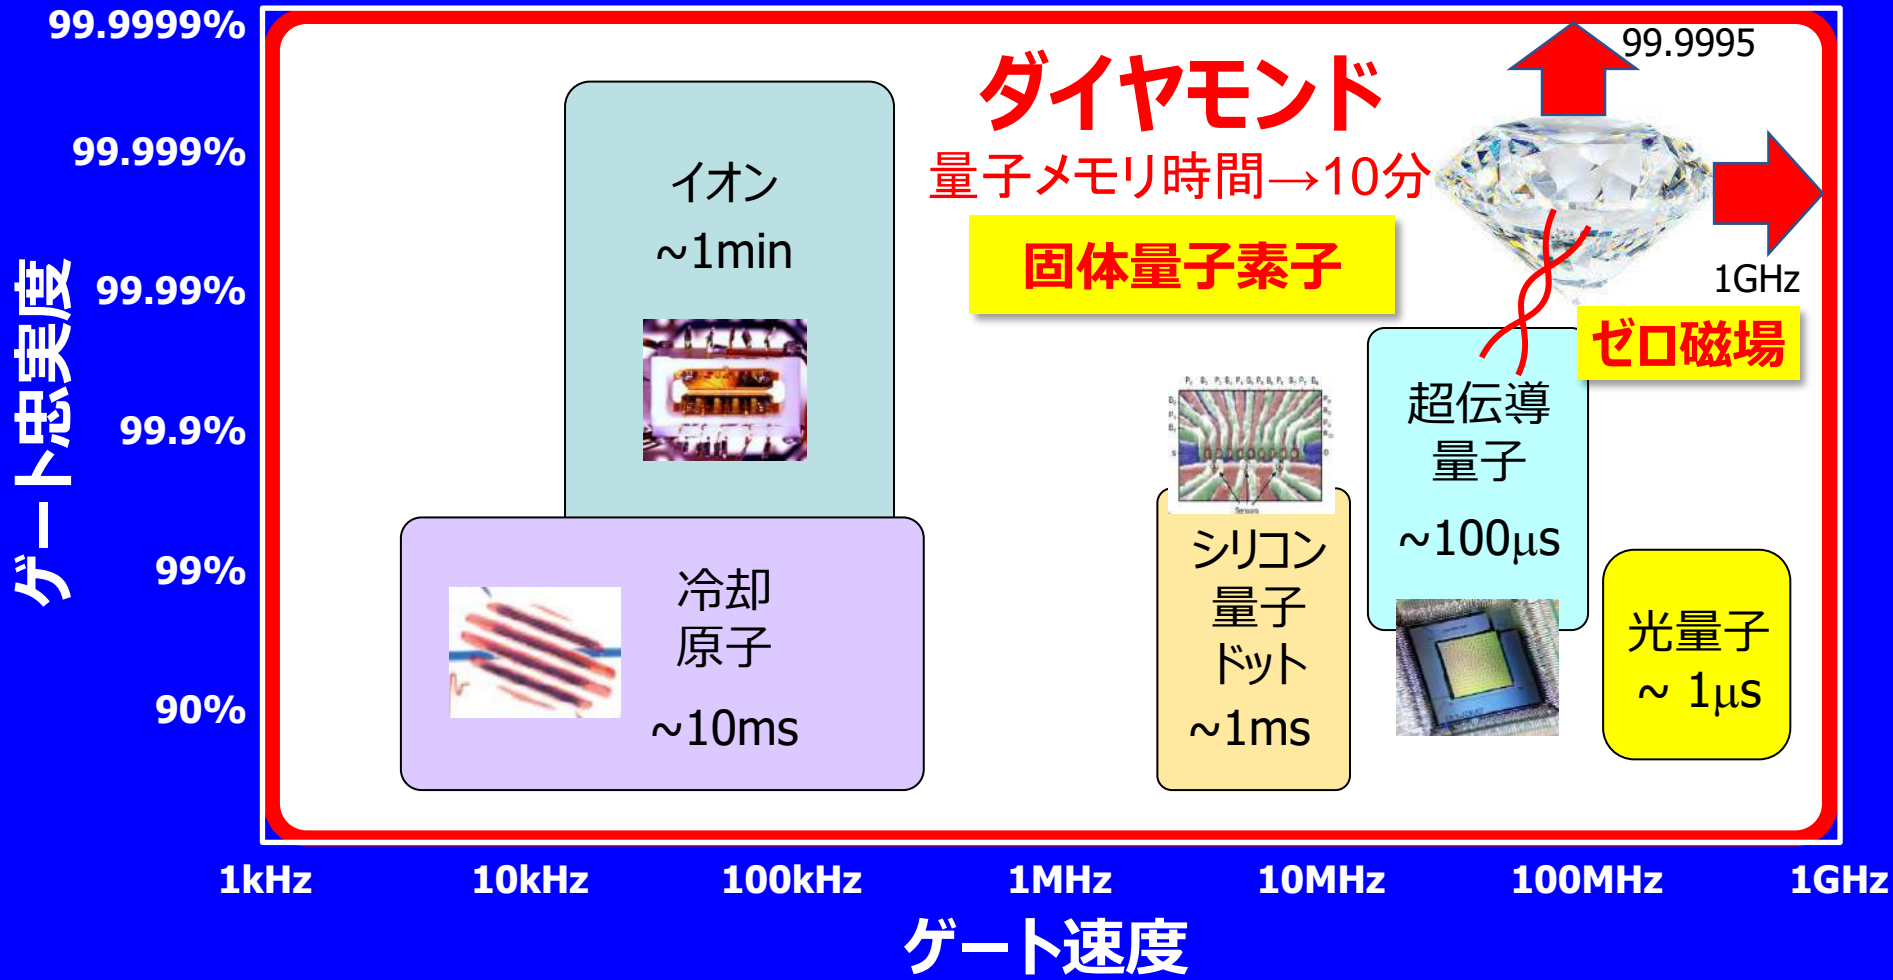 99.9999%
99.999%
99.99%
99.9%
99%
90%
ゲート忠実度
ダイヤモンド
量子メモリ時間→10分
固体量子素子
99.9995
1GHz
ゼロ磁場
イオン
~1min
冷却
原子
~10ms
Sensors
シリコン
量子
ドット
~1ms
超伝導
量子
~100μs
光量子
~ 1μs
1kHz
10kHz
100kHz
1MHz
10MHz
100MHz
1GHz
ゲート速度